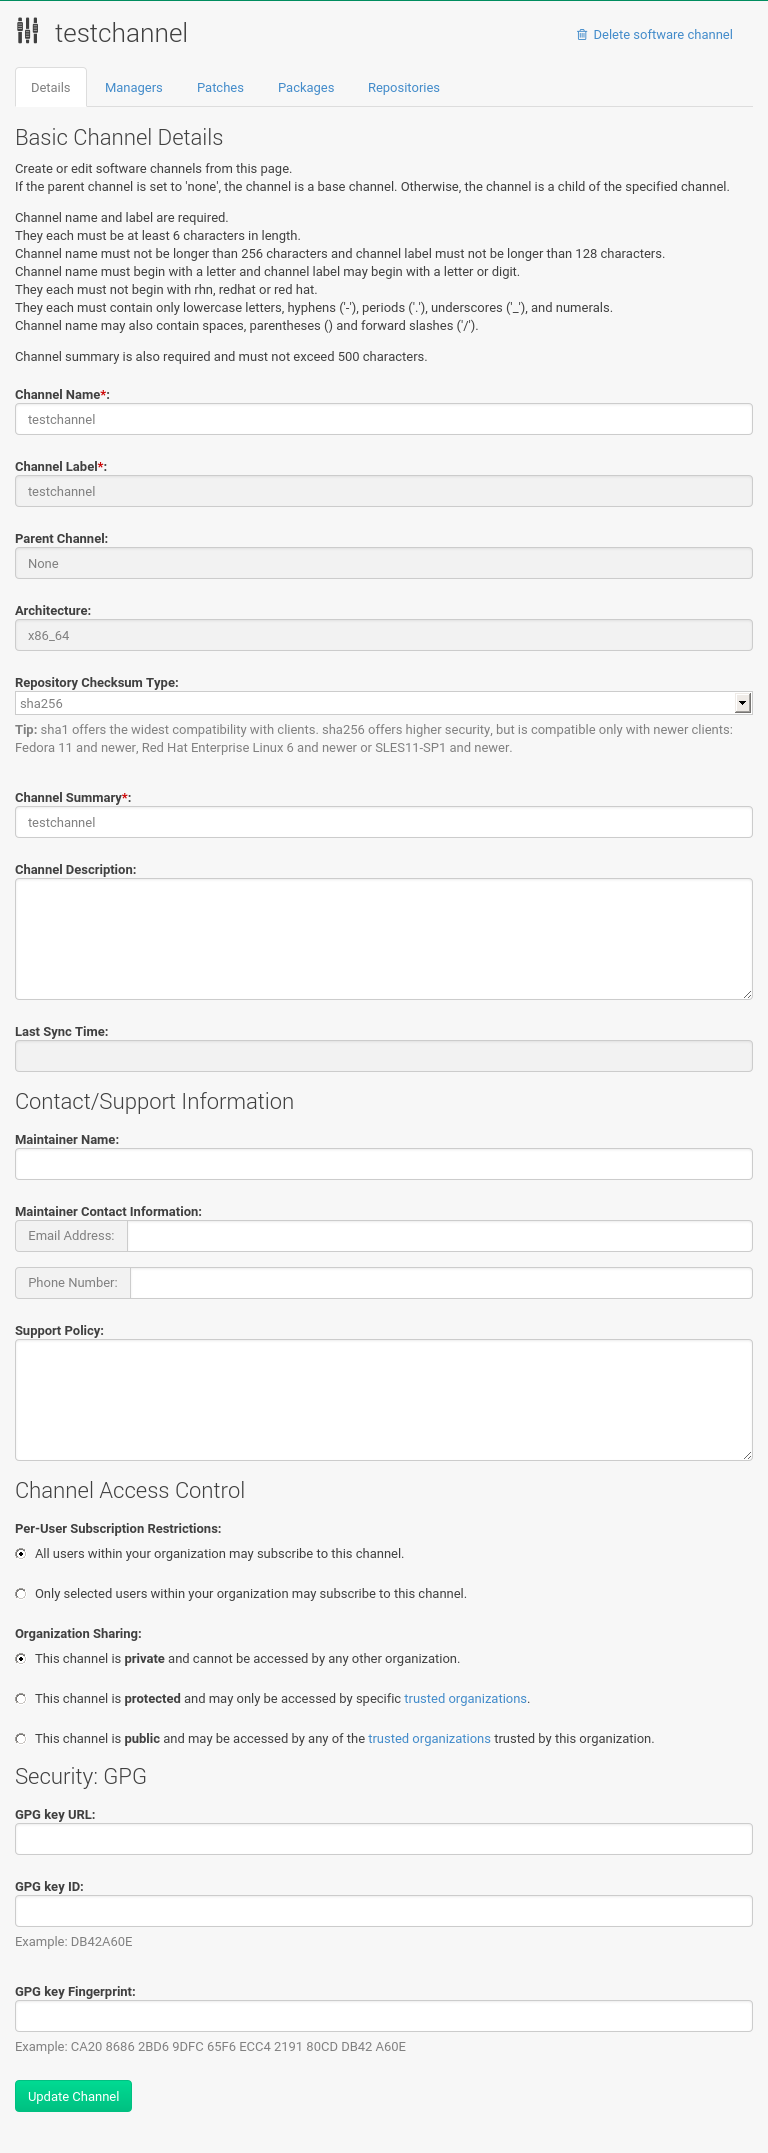 testchannel
Delete software channel
Details
Managers
Patches
Packages
Repositories
Basic Channel Details
Create or edit software channels from this page.
If the parent channel is set to 'none', the channel is a base channel. Otherwise, the channel is a child of the specified channel.
Channel name and label are required.
They each must be at least 6 characters in length.
Channel name must not be longer than 256 characters and channel label must not be longer than 128 characters.
Channel name must begin with a letter and channel label may begin with a letter or digit.
They each must not begin with rhn, redhat or red hat.
They each must contain only lowercase letters, hyphens ('-'), periods ('.'), underscores ('_'), and numerals.
Channel name may also contain spaces, parentheses () and forward slashes ('/').
Channel summary is also required and must not exceed 500 characters.
Channel Name*:
testchannel
Channel Label*:
testchannel
Parent Channel:
None
Architecture:
x86_64
Repository Checksum Type:
sha256
Tip: sha1 offers the widest compatibility with clients. sha256 offers higher security, but is compatible only with newer clients:
Fedora 11 and newer, Red Hat Enterprise Linux 6 and newer or SLES11-SP1 and newer.
Channel Summary*:
testchannel
Channel Description:
Last Sync Time:
Contact/Support Information
Maintainer Name:
Maintainer Contact Information:
Email Address:
Phone Number:
Support Policy:
Channel Access Control
Per-User Subscription Restrictions:
All users within your organization may subscribe to this channel.
Only selected users within your organization may subscribe to this channel.
Organization Sharing:
This channel is private and cannot be accessed by any other organization.
This channel is protected and may only be accessed by specific trusted organizations.
This channel is public and may be accessed by any of the trusted organizations trusted by this organization.
Security: GPG
GPG key URL:
GPG key ID:
Example: DB42A60E
GPG key Fingerprint:
Example: CA20 8686 2BD6 9DFC 65F6 ECC4 2191 80CD DB42 A60E
Update Channel